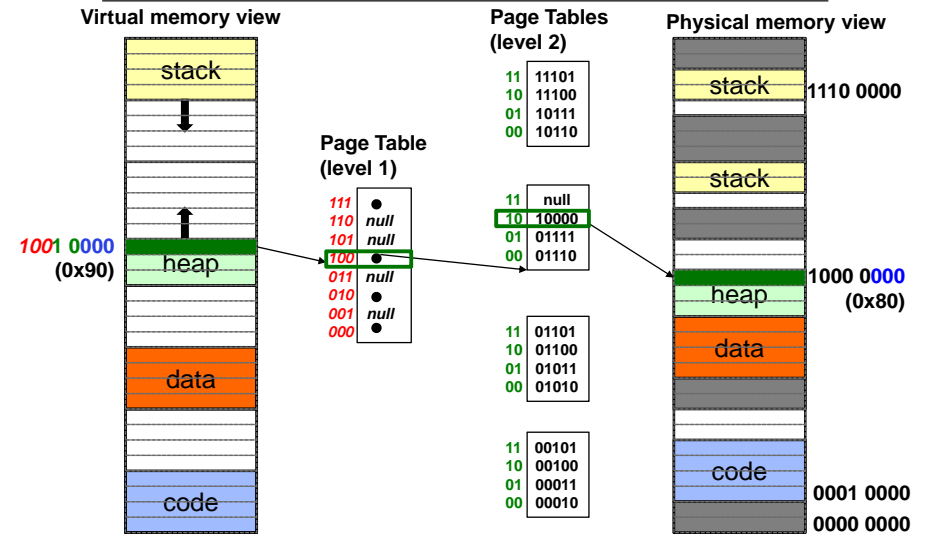 Virtual memory view
stack
1001 0000
(0x90)
heap
data
code
Page Table
(level 1)
111 ●
110 null
101 null
100 ●
011 null
010 ●
001 null
000 ●
Page Tables
(level 2)
11 11101
10 11100
01 10111
00 10110
11 null
10 10000
01 01111
00 01110
11 01101
10 01100
01 01011
00 01010
11 00101
10 00100
01 00011
00 00010
Physical memory view
stack
1110 0000
stack
1000 0000
(0x80)
heap
data
code
0001 0000
0000 0000